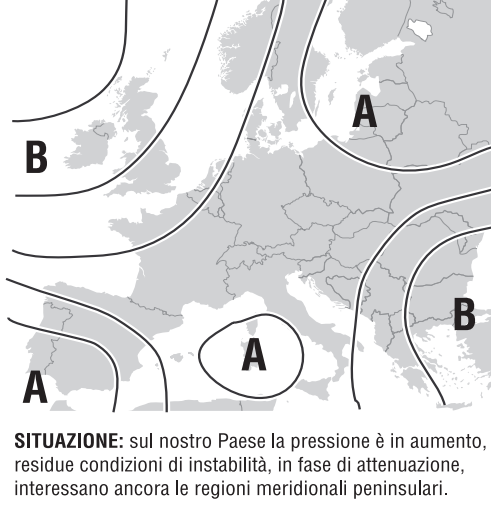 A
B
A
B
A
SITUAZIONE: sul nostro Paese la pressione è in aumento,
residue condizioni di instabilità, in fase di attenuazione,
interessano ancora le regioni meridionali peninsulari.